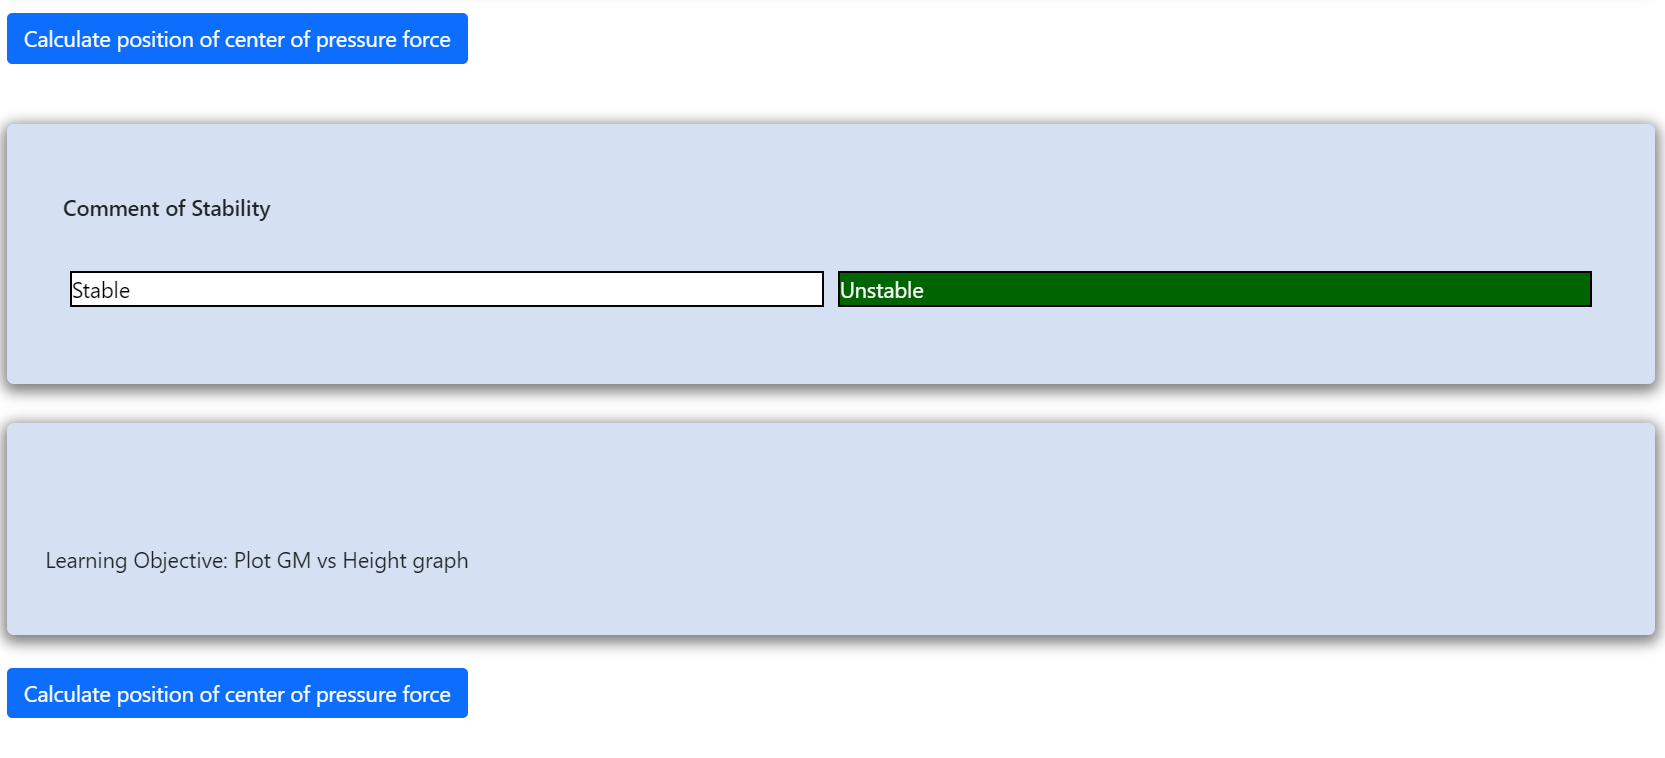 Calculate position of center of pressure force
Comment of Stability
Stable
Unstable
Learning Objective: Plot GM vs Height graph
Calculate position of center of pressure force